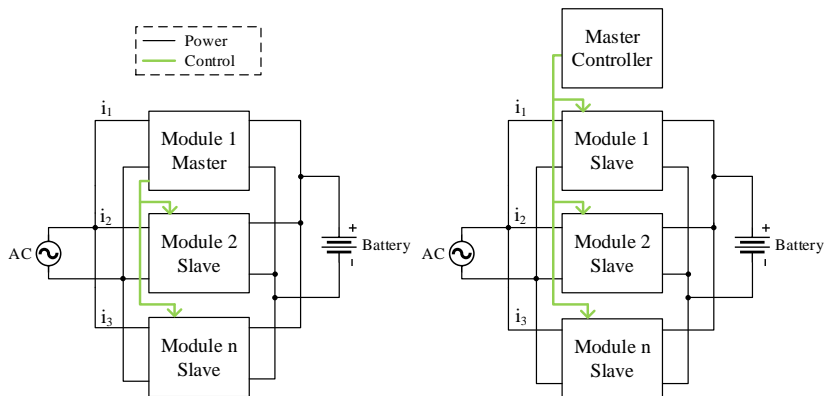 Power
Control
Master
Controller
i₁
Module 1
Master
i₂
Module 2
Slave
AC
+
Battery
-
i₃
Module n
Slave
i₁
Module 1
Slave
i₂
Module 2
Slave
AC
+
Battery
-
i₃
Module n
Slave